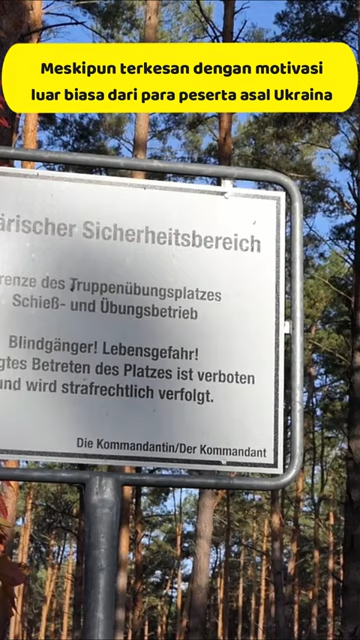 Meskipun terkesan dengan motivasi
luar biasa dari para peserta asal Ukraina
ärischer Sicherheitsbereich
renze des Truppenübungsplatzes
Schieß- und Übungsbetrieb
Blindgänger! Lebensgefahr!
gtes Betreten des Platzes ist verboten
und wird strafrechtlich verfolgt.
Die Kommandantin/Der Kommandant